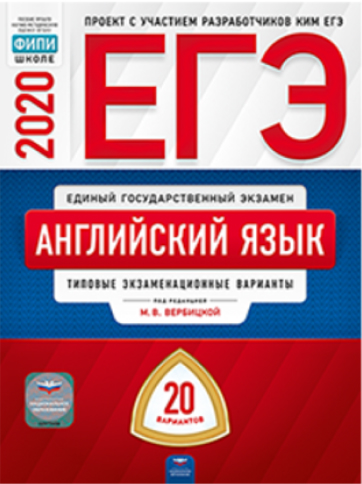 ПРОЕКТ С УЧАСТИЕМ РАЗРАБОТЧИКОВ КИМ ЕГЭ
ФИПИ
ШКОЛЕ
2020
ЕГЭ
ЕДИНЫЙ ГОСУДАРСТВЕННЫЙ ЭКЗАМЕН
АНГЛИЙСКИЙ ЯЗЫК
ТИПОВЫЕ ЭКЗАМЕНАЦИОННЫЕ ВАРИАНТЫ
ПОД РЕДАКЦИЕЙ
М. В. ВЕРБИЦКОЙ
20
ВАРИАНТОВ